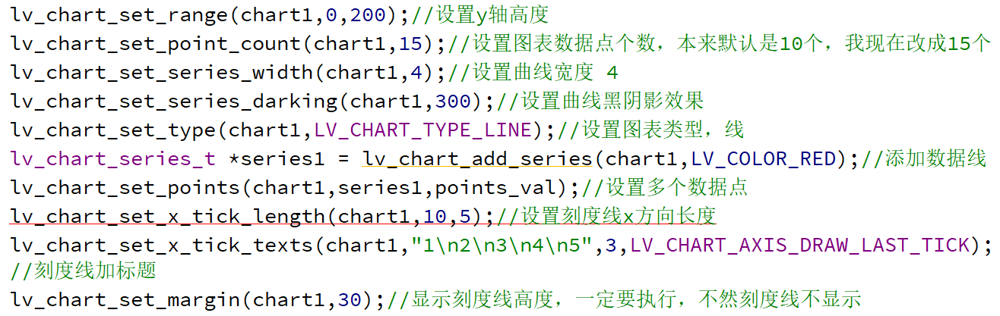 lv_chart_set_range(chart1,0,200);//设置y轴高度
lv_chart_set_point_count(chart1,15);//设置图表数据点个数，本来默认是10个，我现在改成15个
lv_chart_set_series_width(chart1,4);//设置曲线宽度 4
lv_chart_set_series_darking(chart1,300);//设置曲线黑阴影效果
lv_chart_set_type(chart1,LV_CHART_TYPE_LINE);//设置图表类型，线
lv_chart_series_t *series1 = lv_chart_add_series(chart1,LV_COLOR_RED);//添加数据线
lv_chart_set_points(chart1,series1,points_val);//设置多个数据点
lv_chart_set_x_tick_length(chart1,10,5);//设置刻度线x方向长度
lv_chart_set_x_tick_texts(chart1,"1\n2\n3\n4\n5",3,LV_CHART_AXIS_DRAW_LAST_TICK);
//刻度线加标题
lv_chart_set_margin(chart1,30);//显示刻度线高度，一定要执行，不然刻度线不显示